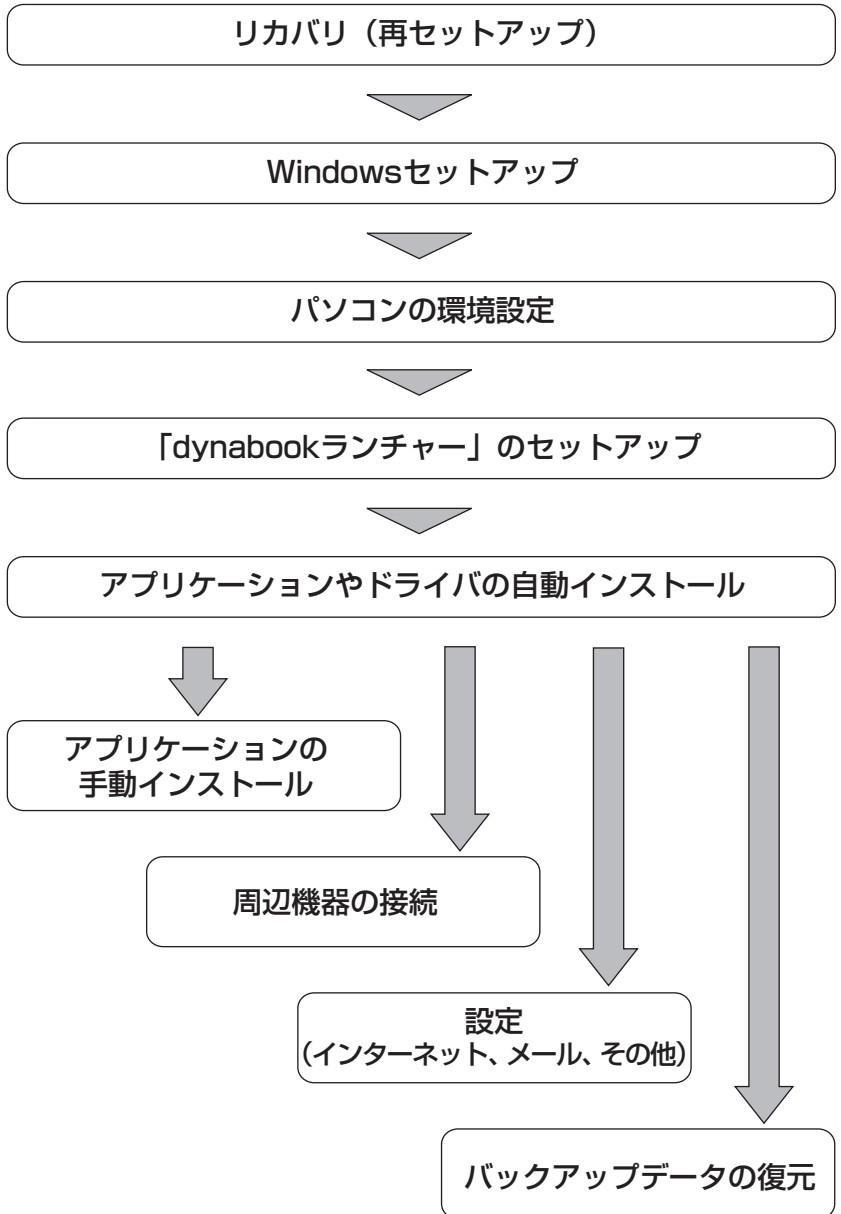 リカバリ（再セットアップ）
Windowsセットアップ
パソコンの環境設定
「dynabookランチャー」のセットアップ
アプリケーションやドライバの自動インストール
アプリケーションの
手動インストール
周辺機器の接続
設定
（インターネット、メール、その他）
バックアップデータの復元